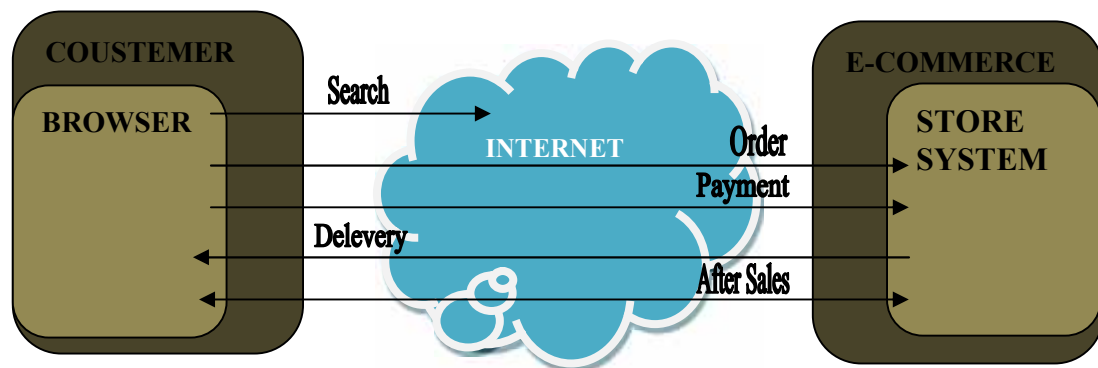 COUSTEMER
BROWSER
Search
INTERNET
Order
Payment
Delevery
After Sales
E-COMMERCE
STORE
SYSTEM